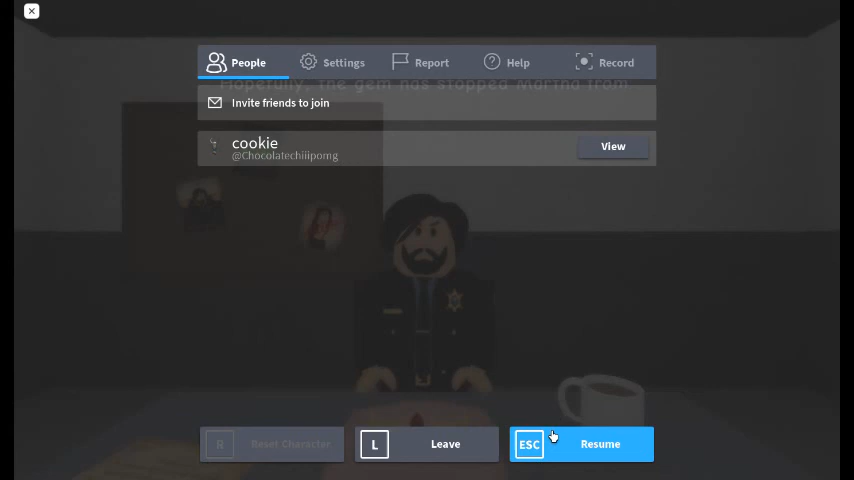 People
Settings
Report
Help
Record
Hopefully, the gem has stopped Martha from
Invite friends to join
cookie
@Chocolatechiiipomg
View
R
Reset Character
L
Leave
ESC
Resume